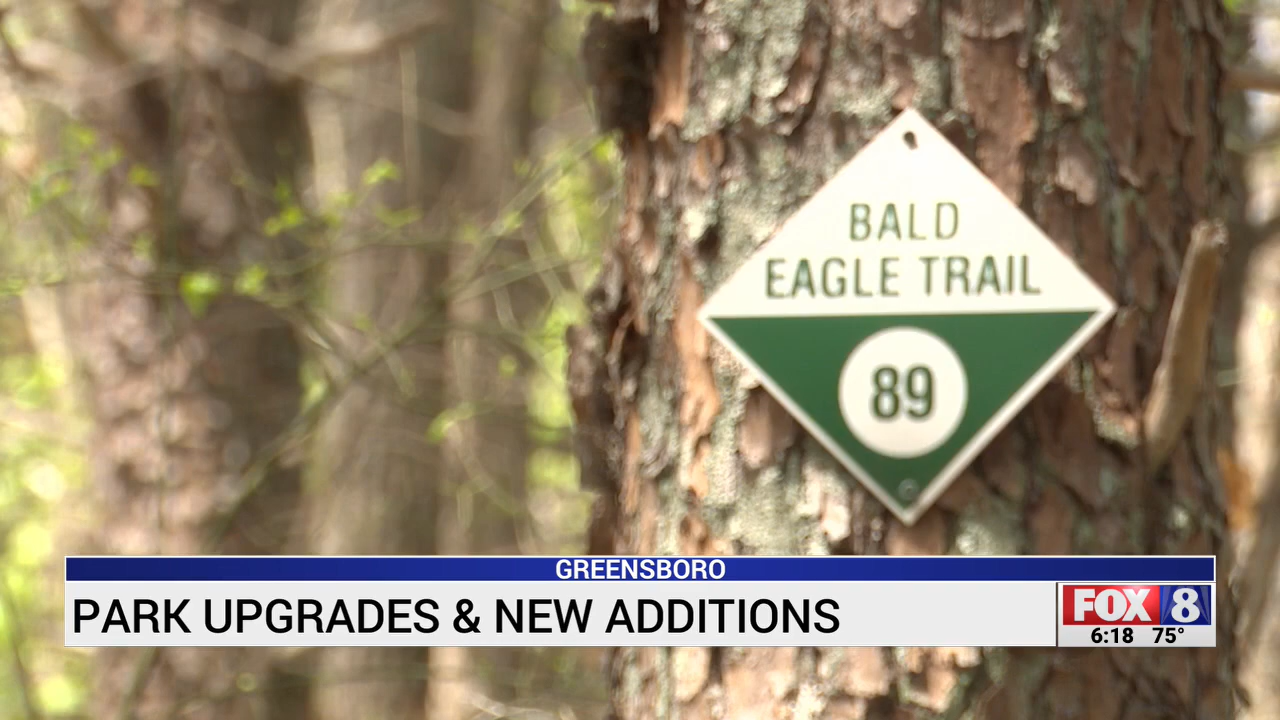 BALD
EAGLE TRAIL
89
GREENSBORO
PARK UPGRADES & NEW ADDITIONS
FOX 8
6:18 75°